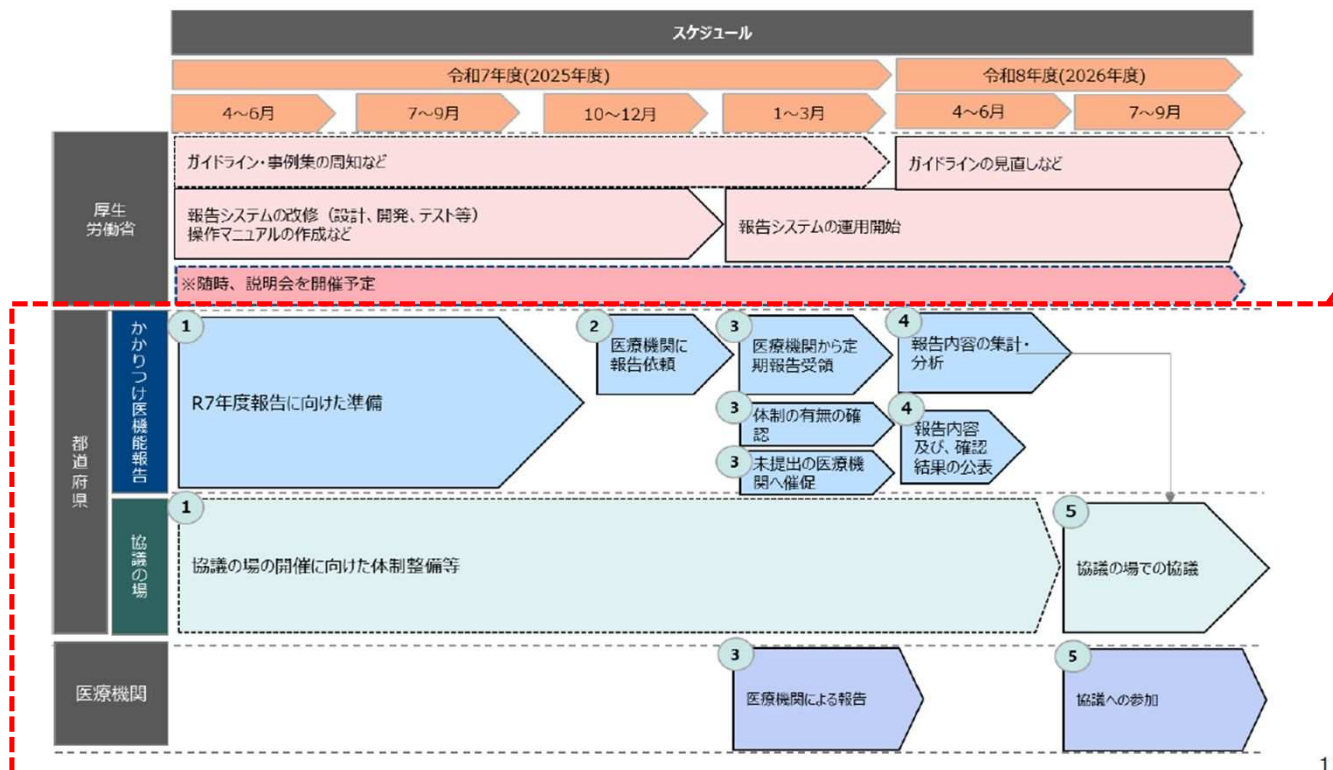 スケジュール
令和7年度(2025年度)
令和8年度(2026年度)
4～6月
7～9月
10～12月
1～3月
4～6月
7～9月
厚生
労働省
ガイドライン・事例集の周知など
ガイドラインの見直しなど
報告システムの改修（設計、開発、テスト等）
操作マニュアルの作成など
報告システムの運用開始
※随時、説明会を開催予定
都道府県
かかりつけ医機能報告
1
R7年度報告に向けた準備
2
医療機関に
報告依頼
3
医療機関から定
期報告受領
4
報告内容の集計・
分析
3
体制の有無の確
認
4
報告内容
及び、確認
結果の公表
3
未提出の医療機
関へ催促
協議の場
1
協議の場の開催に向けた体制整備等
5
協議の場での協議
医療機関
3
医療機関による報告
5
協議への参加
1